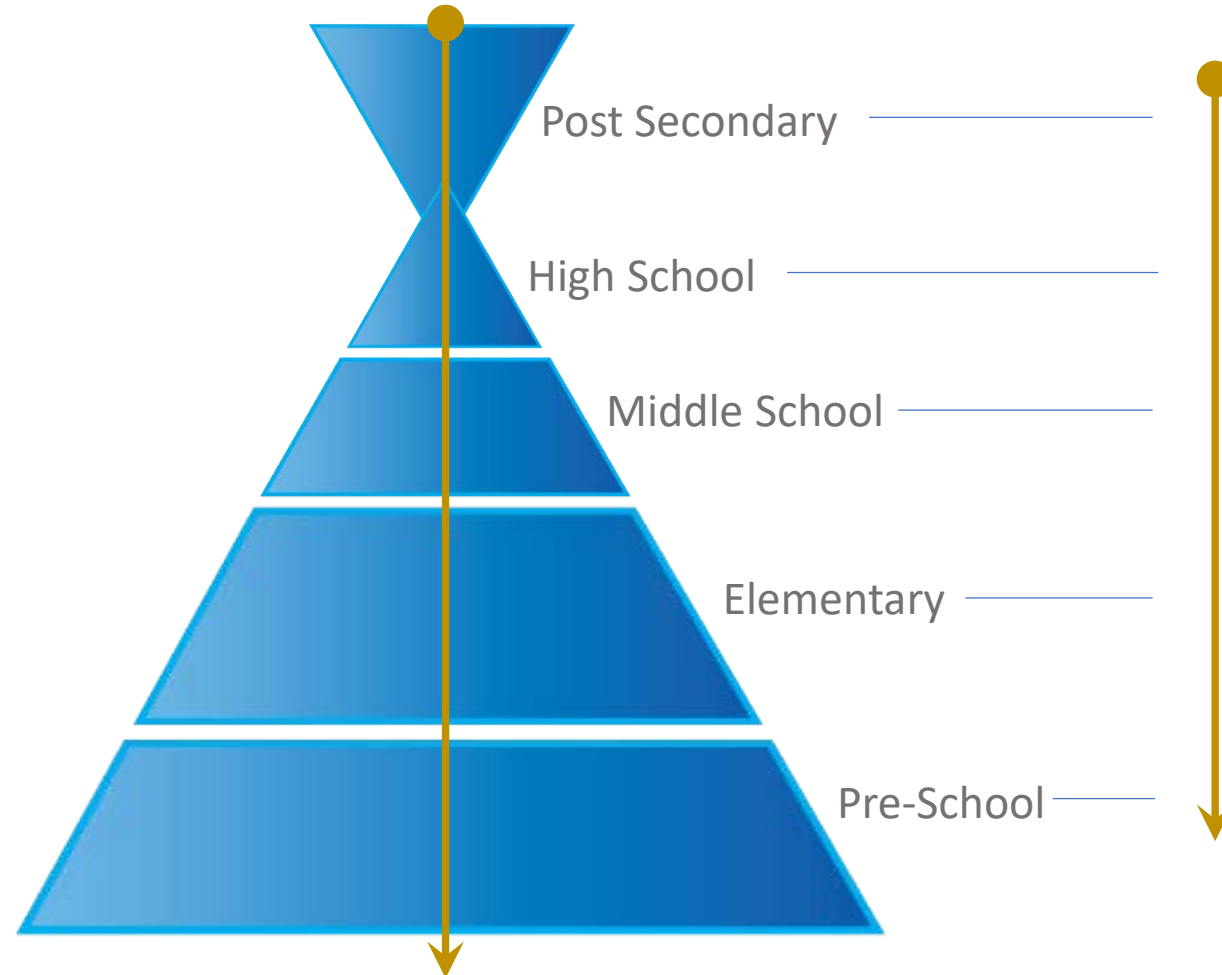 Post Secondary
High School
Middle School
Elementary
Pre-School